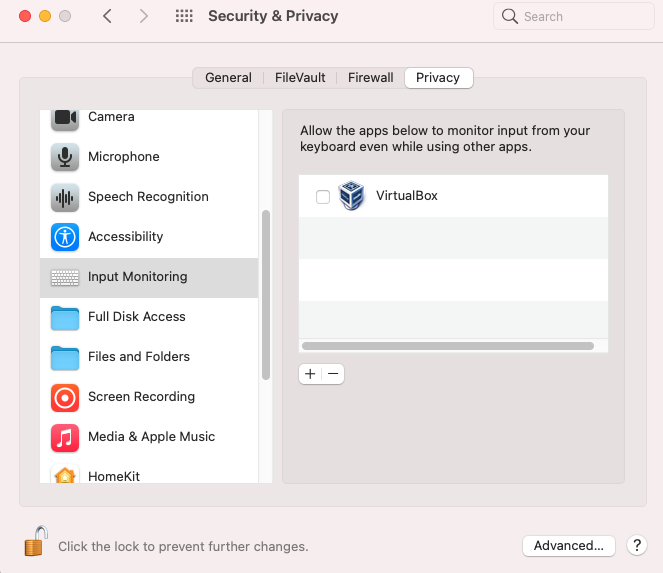 Security & Privacy
Search
General
FileVault
Firewall
Privacy
Camera
Microphone
Speech Recognition
Accessibility
Input Monitoring
Full Disk Access
Files and Folders
Screen Recording
Media & Apple Music
HomeKit
Allow the apps below to monitor input from your
keyboard even while using other apps.
VirtualBox
Click the lock to prevent further changes.
Advanced...
?